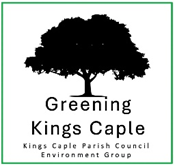 Greening
Kings Caple
Kings Caple Parish Council
Environment Group